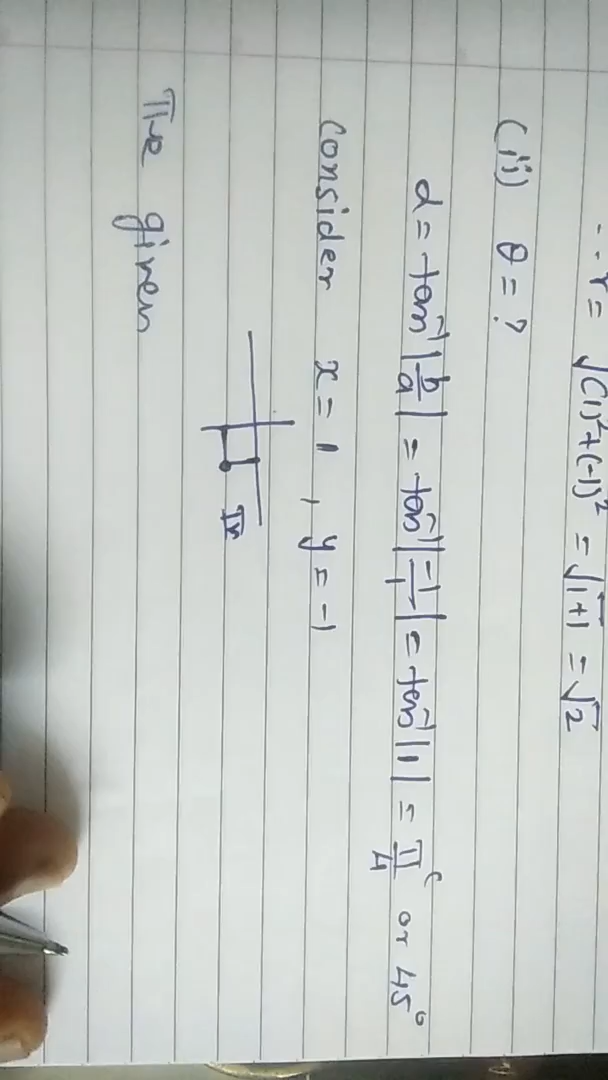 ∴ r = √(1)²+(-1)² = √1+1 = √2
(ii) θ = ?
α = tan⁻¹|b/a| = tan⁻¹|-1/1| = tan⁻¹|1| = π/4ᶜ or 45°
Consider x = 1 , y = -1
IV
The given